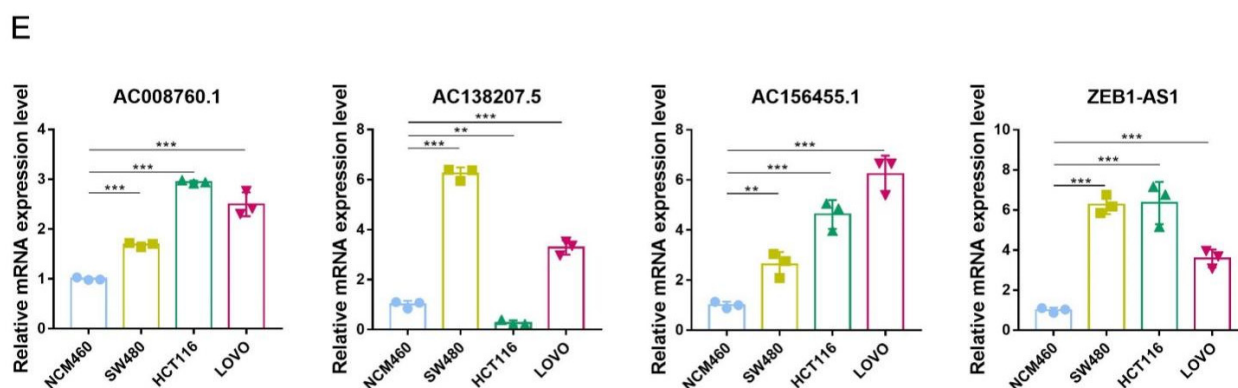 E
AC008760.1
Relative mRNA expression level
4
3
2
1
0
***
***
***
NCM460
SW480
HCT116
LOVO
AC138207.5
Relative mRNA expression level
8
6
4
2
0
***
**
***
NCM460
SW480
HCT116
LOVO
AC156455.1
Relative mRNA expression level
8
6
4
2
0
***
***
**
NCM460
SW480
HCT116
LOVO
ZEB1-AS1
Relative mRNA expression level
10
8
6
4
2
0
***
***
***
NCM460
SW480
HCT116
LOVO